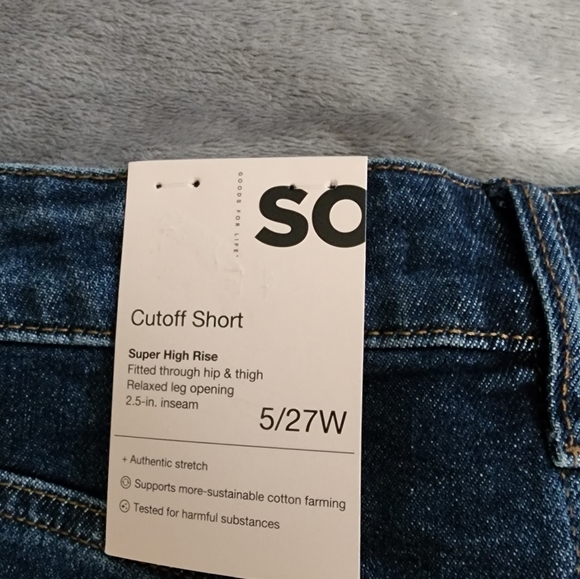 GOODS FOR LIFE
SO
Cutoff Short
Super High Rise
Fitted through hip & thigh
Relaxed leg opening
2.5-in. inseam
5/27W
+ Authentic stretch
Supports more-sustainable cotton farming
Tested for harmful substances